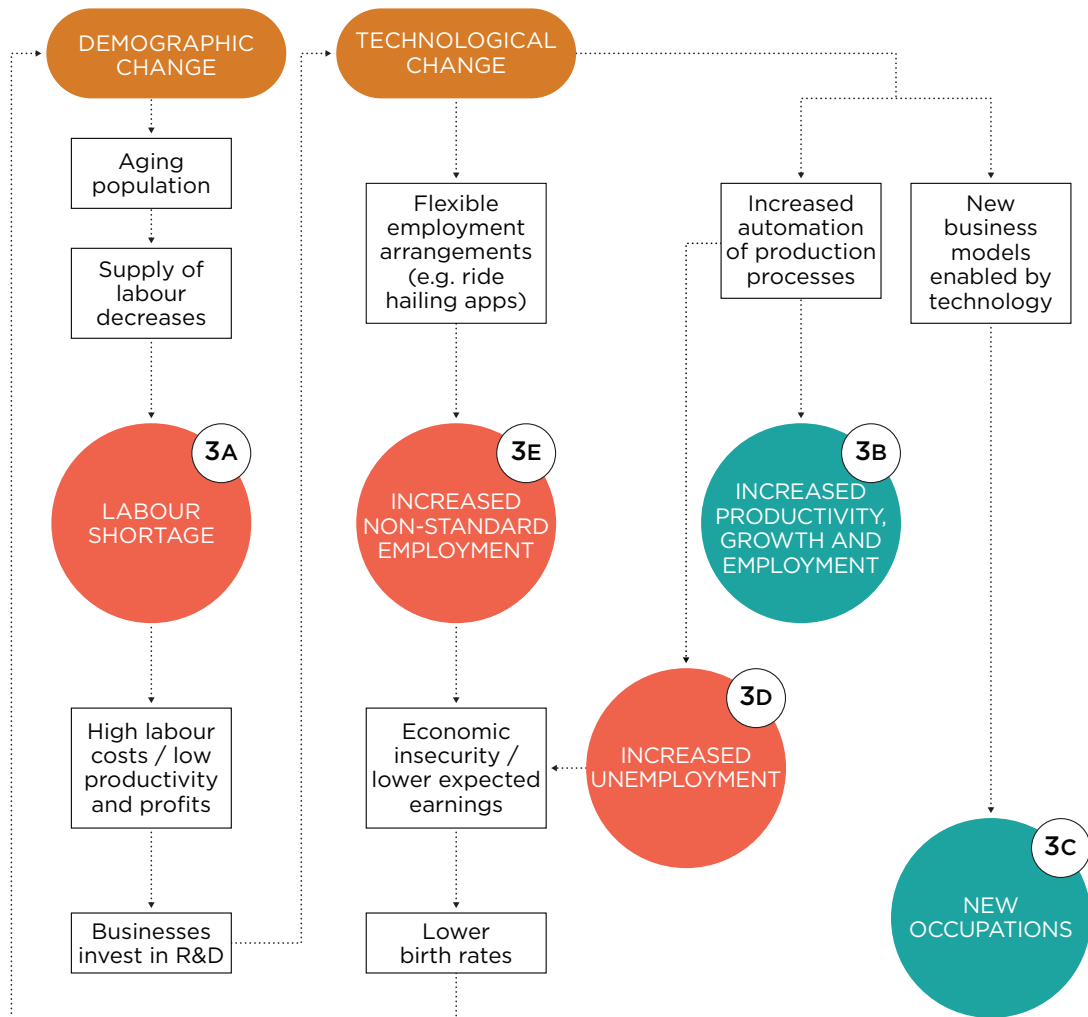 DEMOGRAPHIC
CHANGE
TECHNOLOGICAL
CHANGE
Aging
population
Supply of
labour
decreases
Flexible
employment
arrangements
(e.g. ride
hailing apps)
Increased
automation
of production
processes
New
business
models
enabled by
technology
3A
LABOUR
SHORTAGE
3E
INCREASED
NON-STANDARD
EMPLOYMENT
3B
INCREASED
PRODUCTIVITY,
GROWTH AND
EMPLOYMENT
High labour
costs / low
productivity
and profits
Economic
insecurity /
lower expected
earnings
3D
INCREASED
UNEMPLOYMENT
3C
NEW
OCCUPATIONS
Businesses
invest in R&D
Lower
birth rates